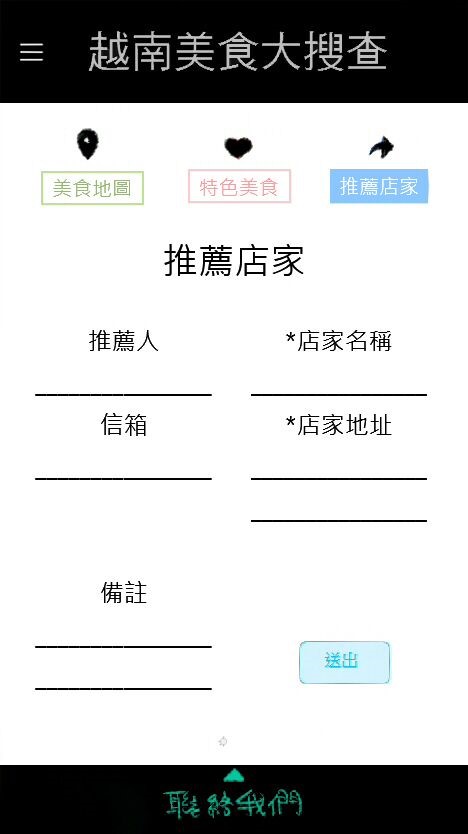 越南美食大搜查
美食地圖
特色美食
推薦店家
推薦店家
推薦人
*店家名稱
信箱
*店家地址
備註
送出
聯絡我們